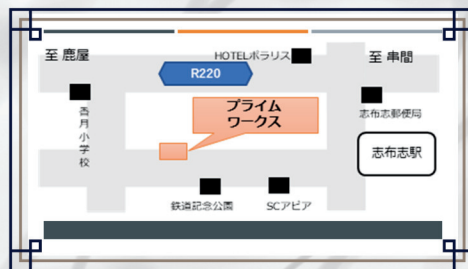 至 鹿屋
HOTELポラリス
至 串間
R220
プライム
ワークス
香月小学校
志布志郵便局
志布志駅
鉄道記念公園
SCアピア